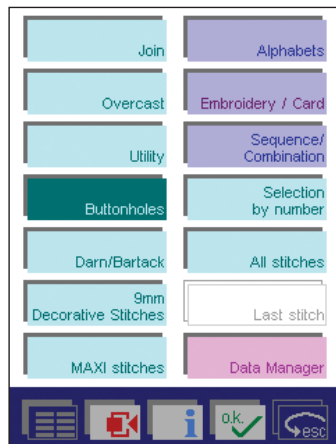 Join
Alphabets
Overcast
Embroidery / Card
Utility
Sequence/
Combination
Buttonholes
Selection
by number
Darn/Bartack
All stitches
9mm
Decorative Stitches
Last stitch
MAXI stitches
Data Manager
i
o.k.
esc